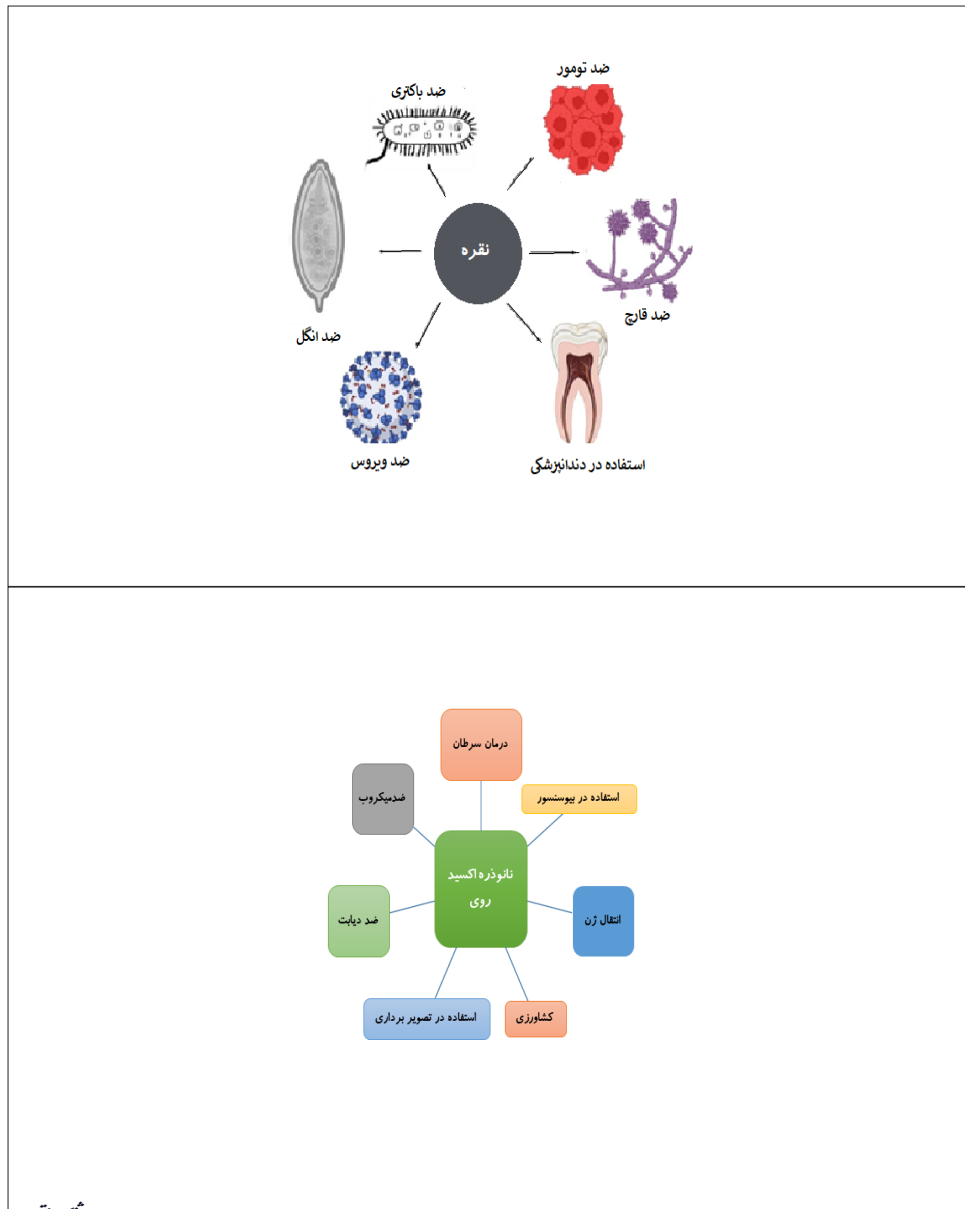 ضد تومور
ضد باکتری
نقره
ضد قارچ
ضد انگل
ضد ویروس
استفاده در دندانپزشکی
درمان سرطان
استفاده در بیوسنسور
ضدمیکروب
نانوذره اکسید
روی
ضد دیابت
انتقال ژن
استفاده در تصویر برداری
کشاورزی